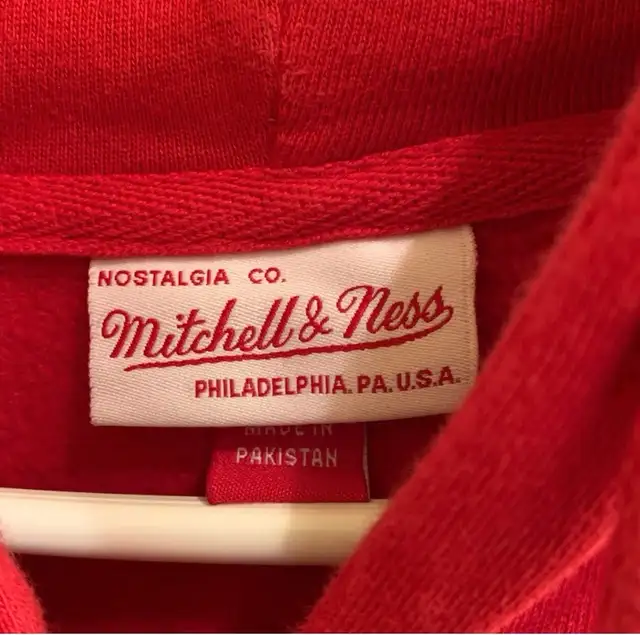 NOSTALGIA CO.
Mitchell & Ness
PHILADELPHIA. PA. U.S.A.
MADE IN
PAKISTAN